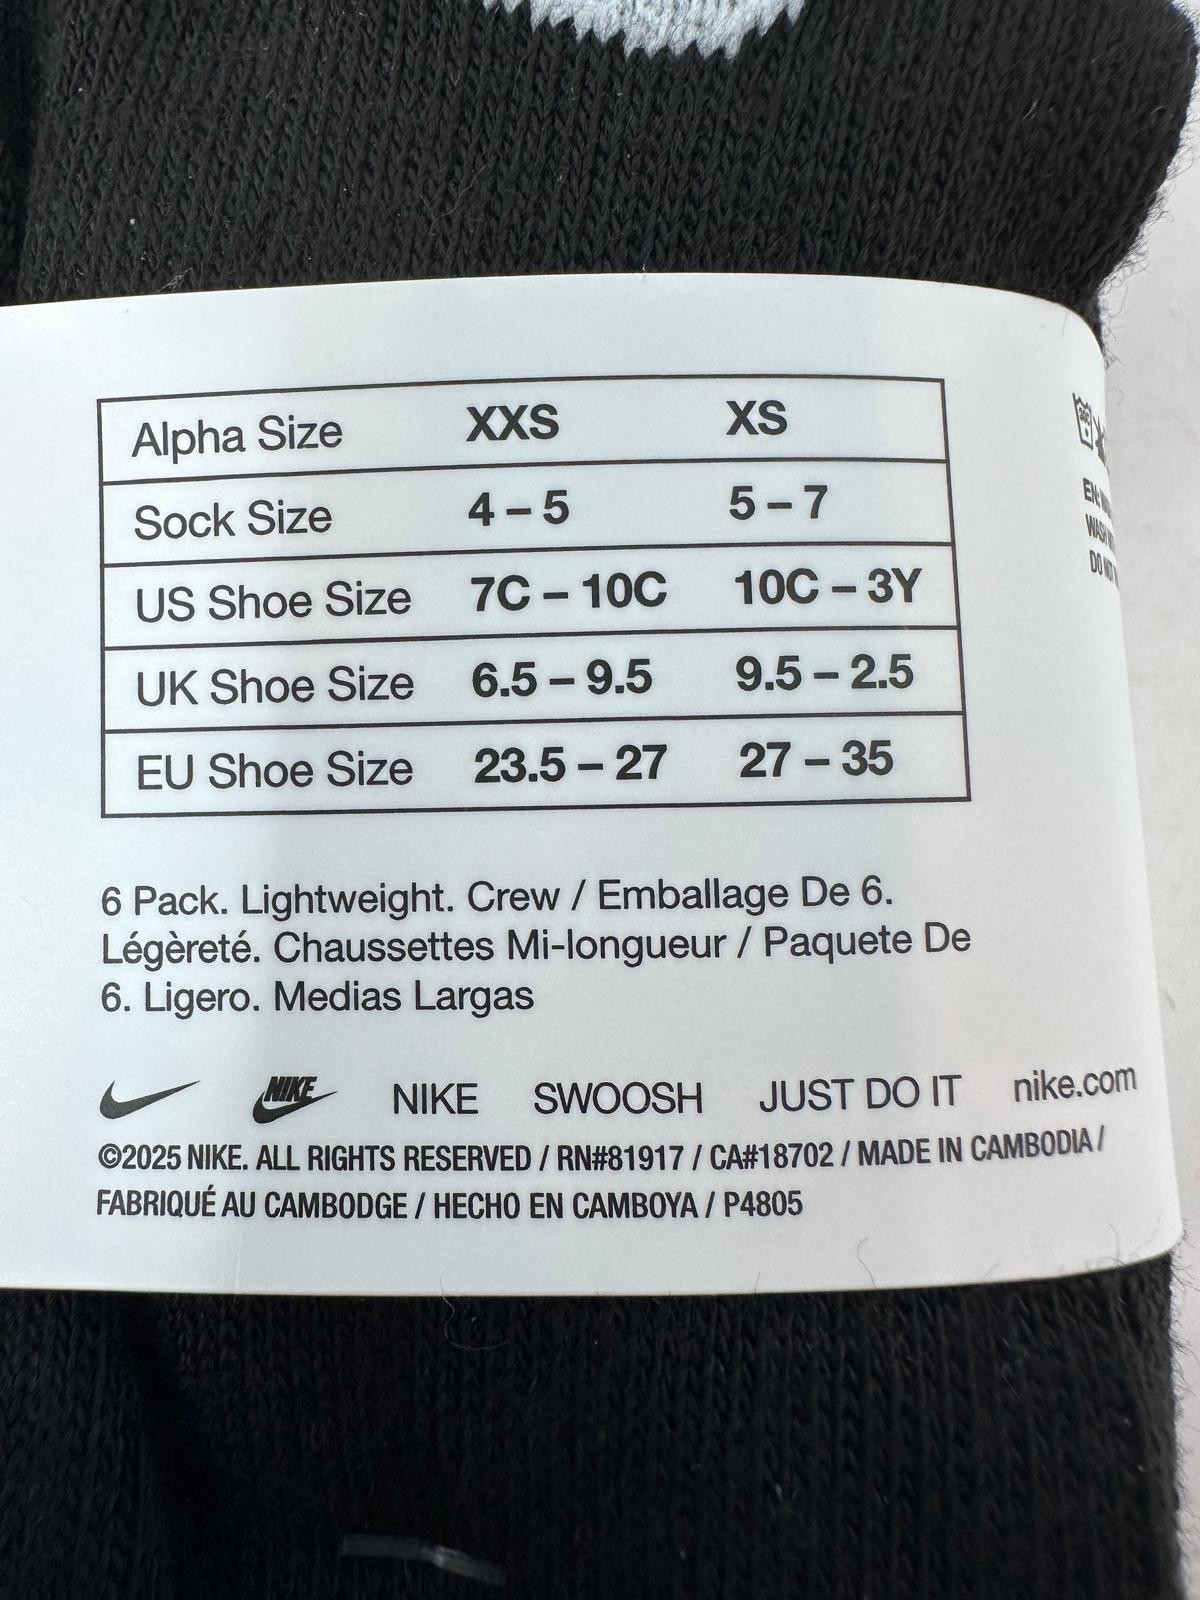 Alpha Size XXS XS
Sock Size 4 – 5 5 – 7
US Shoe Size 7C – 10C 10C – 3Y
UK Shoe Size 6.5 – 9.5 9.5 – 2.5
EU Shoe Size 23.5 – 27 27 – 35
EN:
WASH
DO NOT
6 Pack. Lightweight. Crew / Emballage De 6.
Légèreté. Chaussettes Mi-longueur / Paquete De
6. Ligero. Medias Largas
NIKE NIKE SWOOSH JUST DO IT nike.com
©2025 NIKE. ALL RIGHTS RESERVED / RN#81917 / CA#18702 / MADE IN CAMBODIA /
FABRIQUÉ AU CAMBODGE / HECHO EN CAMBOYA / P4805